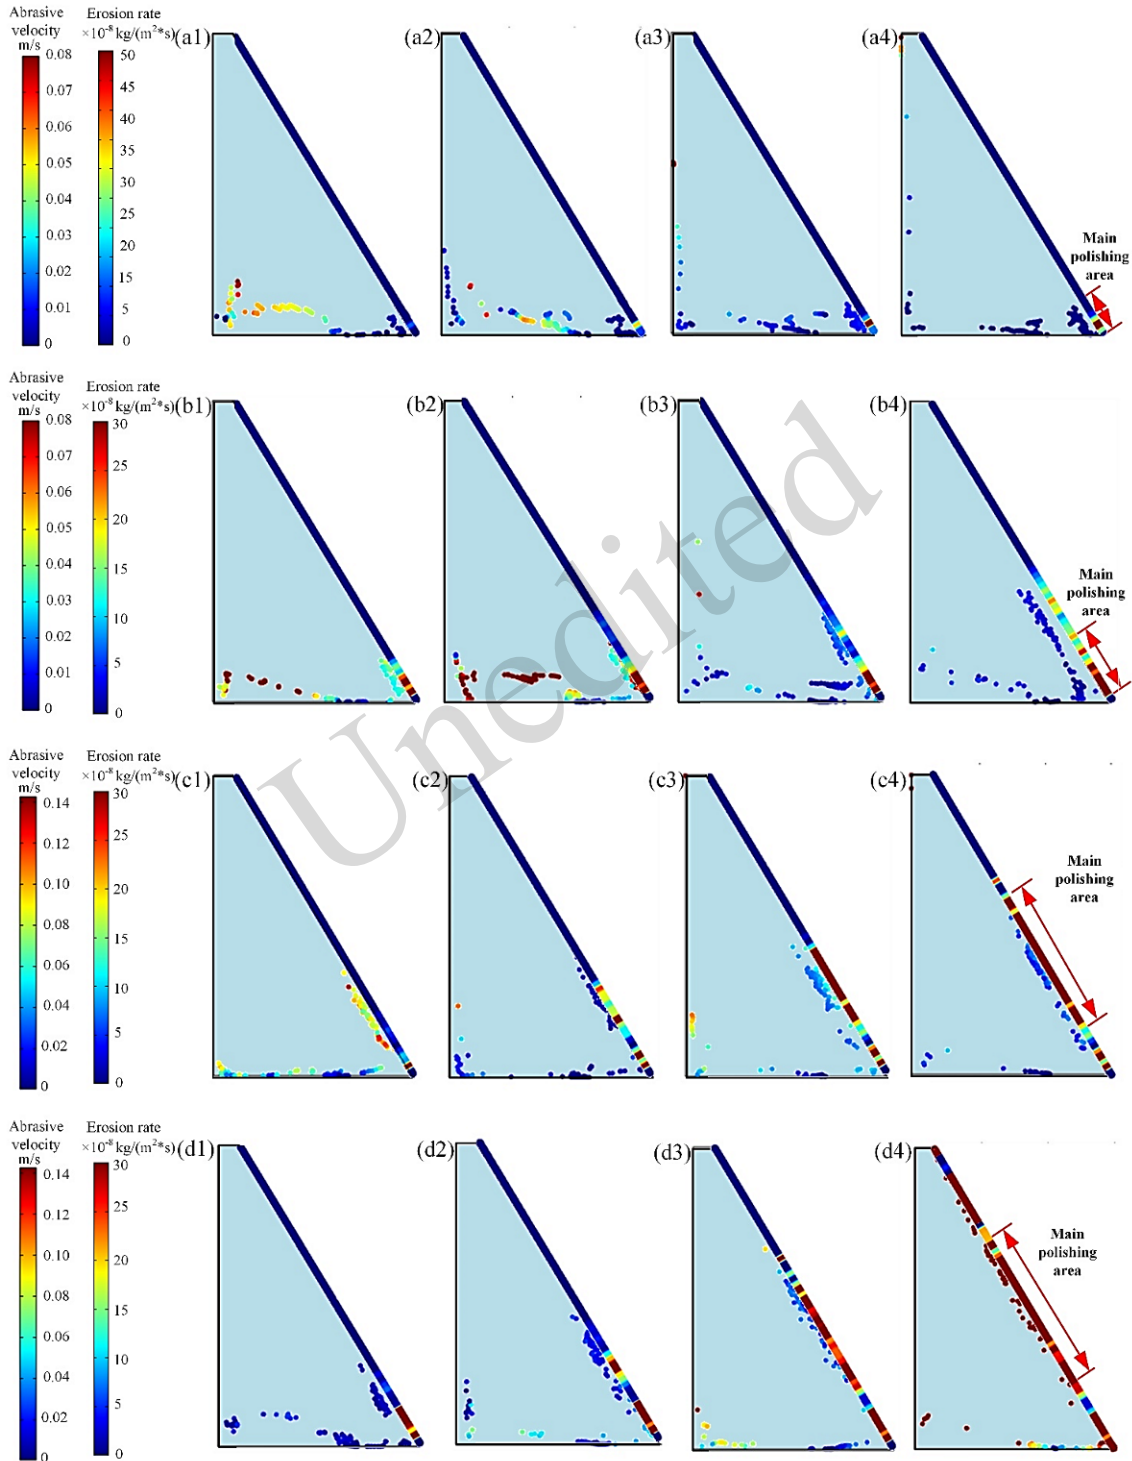 Abrasive
velocity
m/s
Erosion rate
×10⁻⁸ kg/(m²*s)
0.08
0.07
0.06
0.05
0.04
0.03
0.02
0.01
0
50
45
40
35
30
25
20
15
10
5
0
(a1)
(a2)
(a3)
(a4)
Main
polishing
area
Abrasive
velocity
m/s
Erosion rate
×10⁻⁸ kg/(m²*s)
0.08
0.07
0.06
0.05
0.04
0.03
0.02
0.01
0
30
25
20
15
10
5
0
(b1)
(b2)
(b3)
(b4)
Main
polishing
area
Unedited
Abrasive
velocity
m/s
Erosion rate
×10⁻⁸ kg/(m²*s)
0.14
0.12
0.10
0.08
0.06
0.04
0.02
0
30
25
20
15
10
5
0
(c1)
(c2)
(c3)
(c4)
Main
polishing
area
Abrasive
velocity
m/s
Erosion rate
×10⁻⁸ kg/(m²*s)
0.14
0.12
0.10
0.08
0.06
0.04
0.02
0
30
25
20
15
10
5
0
(d1)
(d2)
(d3)
(d4)
Main
polishing
area